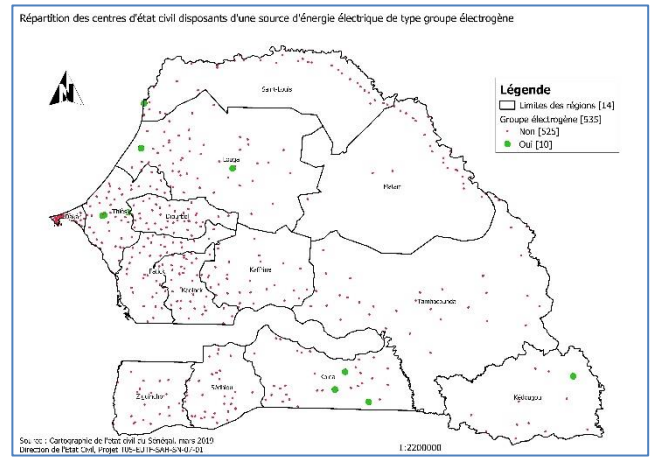 Répartition des centres d'état civil disposants d'une source d'énergie électrique de type groupe électrogène
N
Légende
Limites des régions [14]
Groupe électrogène [535]
Non [525]
Oui [10]
Saint-Louis
Louga
Matam
Dakar
Thiès
Diourbel
Fatick
Kaolack
Kaffrine
Tambacounda
Ziguinchor
Sédhiou
Kolda
Kédougou
Source : Cartographie de l'état civil du Sénégal, mars 2019
Direction de l'Etat Civil, Projet T05-EUTF-SAH-SN-07-01
1:2200000